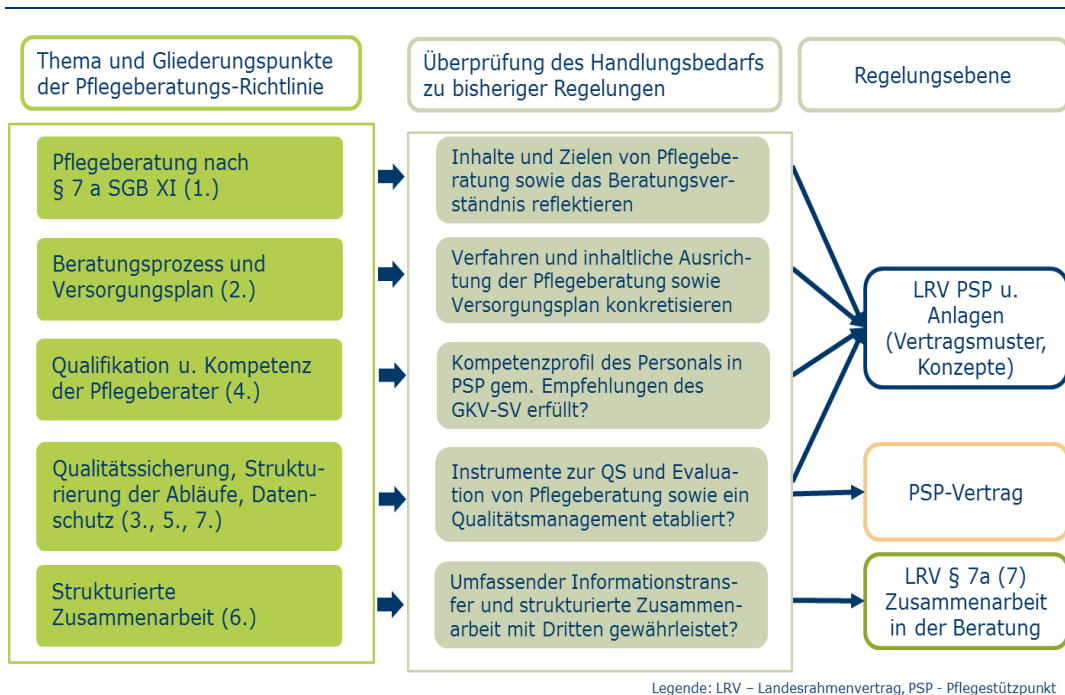 Thema und Gliederungspunkte
der Pflegeberatungs-Richtlinie
Überprüfung des Handlungsbedarfs
zu bisheriger Regelungen
Regelungsebene
Pflegeberatung nach
§ 7 a SGB XI (1.)
Inhalte und Zielen von Pflegebe-
ratung sowie das Beratungsver-
ständnis reflektieren
Beratungsprozess und
Versorgungsplan (2.)
Verfahren und inhaltliche Ausrich-
tung der Pflegeberatung sowie
Versorgungsplan konkretisieren
LRV PSP u.
Anlagen
(Vertragsmuster,
Konzepte)
Qualifikation u. Kompetenz
der Pflegeberater (4.)
Kompetenzprofil des Personals in
PSP gem. Empfehlungen des
GKV-SV erfüllt?
Qualitätssicherung, Struktu-
rierung der Abläufe, Daten-
schutz (3., 5., 7.)
Instrumente zur QS und Evalua-
tion von Pflegeberatung sowie ein
Qualitätsmanagement etabliert?
PSP-Vertrag
Strukturierte
Zusammenarbeit (6.)
Umfassender Informationstrans-
fer und strukturierte Zusammen-
arbeit mit Dritten gewährleistet?
LRV § 7a (7)
Zusammenarbeit
in der Beratung
Legende: LRV – Landesrahmenvertrag, PSP - Pflegestützpunkt